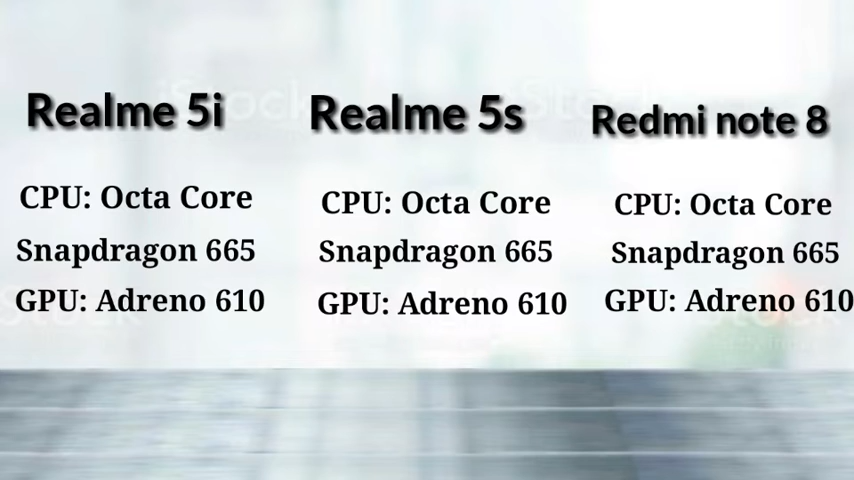 Realme 5i
CPU: Octa Core
Snapdragon 665
GPU: Adreno 610
Realme 5s
CPU: Octa Core
Snapdragon 665
GPU: Adreno 610
Redmi note 8
CPU: Octa Core
Snapdragon 665
GPU: Adreno 610
iStock